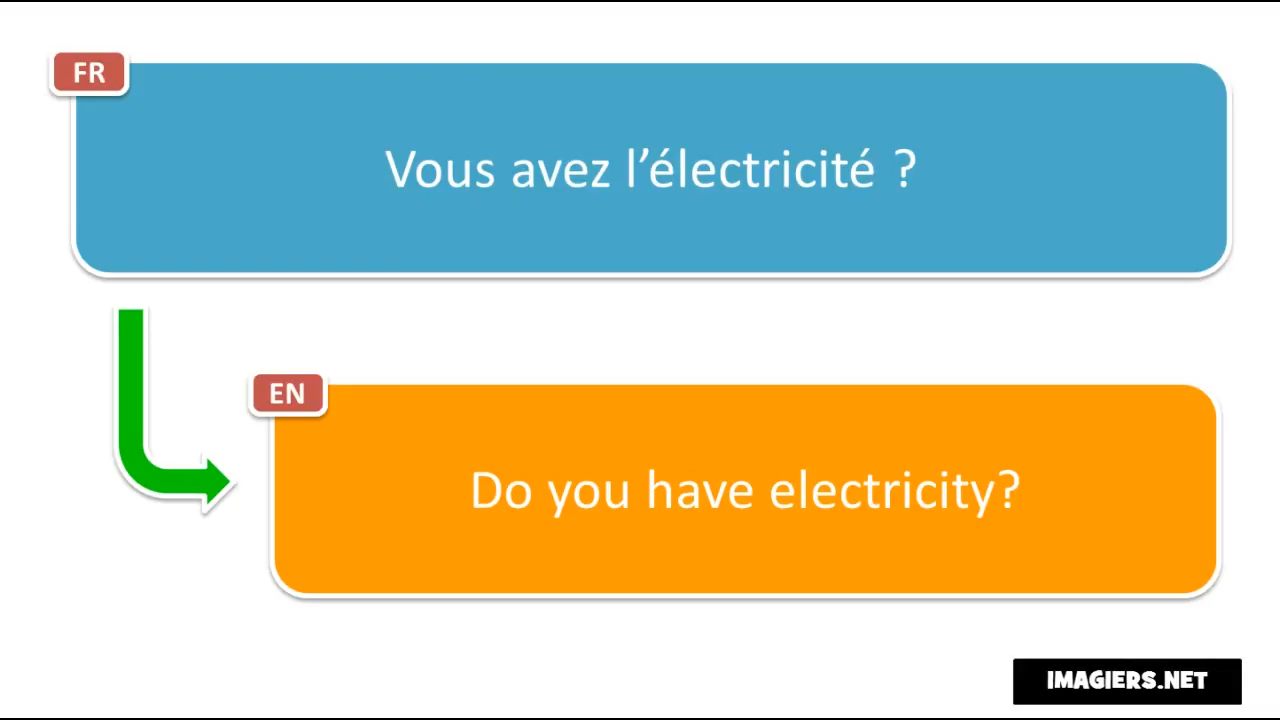 FR
Vous avez l’électricité ?
EN
Do you have electricity?
IMAGIERS.NET